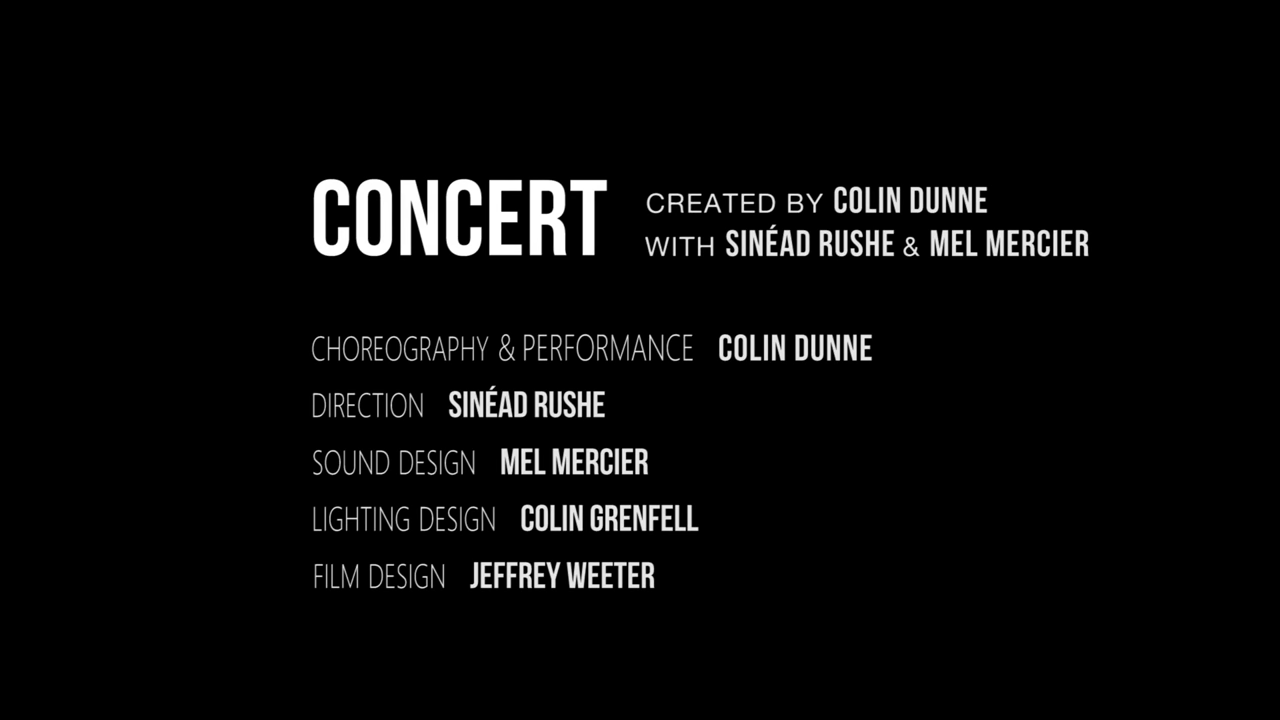 CONCERT
CREATED BY COLIN DUNNE
WITH SINÉAD RUSHE & MEL MERCIER
CHOREOGRAPHY & PERFORMANCE COLIN DUNNE
DIRECTION SINÉAD RUSHE
SOUND DESIGN MEL MERCIER
LIGHTING DESIGN COLIN GRENFELL
FILM DESIGN JEFFREY WEETER